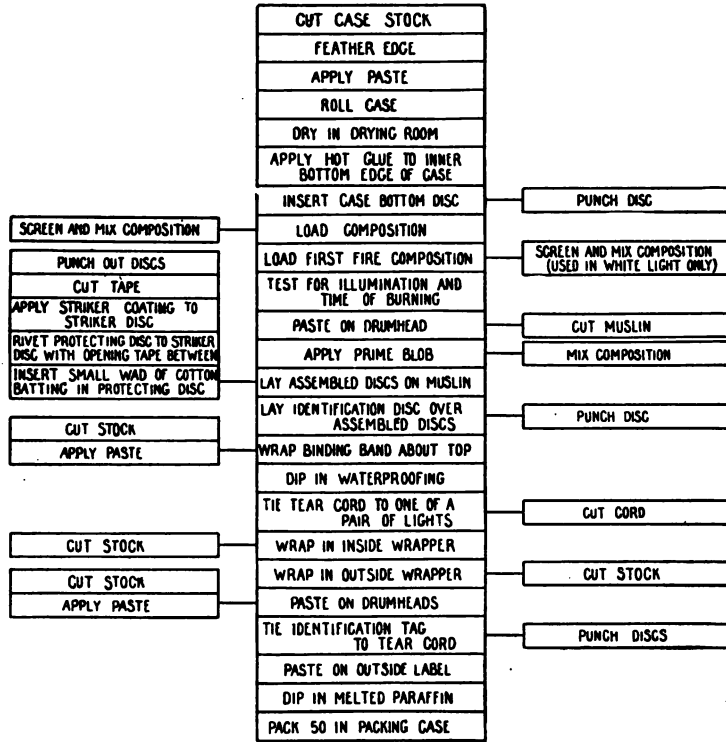 CUT CASE STOCK
FEATHER EDGE
APPLY PASTE
ROLL CASE
DRY IN DRYING ROOM
APPLY HOT GLUE TO INNER
BOTTOM EDGE OF CASE
INSERT CASE BOTTOM DISC
PUNCH DISC
SCREEN AND MIX COMPOSITION
LOAD COMPOSITION
LOAD FIRST FIRE COMPOSITION
SCREEN AND MIX COMPOSITION
(USED IN WHITE LIGHT ONLY)
PUNCH OUT DISCS
CUT TAPE
APPLY STRIKER COATING TO
STRIKER DISC
RIVET PROTECTING DISC TO STRIKER
DISC WITH OPENING TAPE BETWEEN
INSERT SMALL WAD OF COTTON
BATTING IN PROTECTING DISC
TEST FOR ILLUMINATION AND
TIME OF BURNING
PASTE ON DRUMHEAD
CUT MUSLIN
APPLY PRIME BLOB
MIX COMPOSITION
LAY ASSEMBLED DISCS ON MUSLIN
LAY IDENTIFICATION DISC OVER
ASSEMBLED DISCS
PUNCH DISC
CUT STOCK
APPLY PASTE
WRAP BINDING BAND ABOUT TOP
DIP IN WATERPROOFING
TIE TEAR CORD TO ONE OF A
PAIR OF LIGHTS
CUT CORD
CUT STOCK
WRAP IN INSIDE WRAPPER
WRAP IN OUTSIDE WRAPPER
CUT STOCK
CUT STOCK
APPLY PASTE
PASTE ON DRUMHEADS
TIE IDENTIFICATION TAG
TO TEAR CORD
PUNCH DISCS
PASTE ON OUTSIDE LABEL
DIP IN MELTED PARAFFIN
PACK 50 IN PACKING CASE